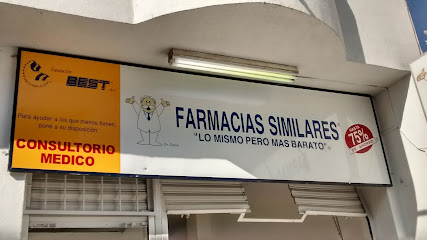 Fundación
BEST
Para ayudar a los que menos tienen,
pone a su disposición:
CONSULTORIO
MEDICO
FARMACIAS SIMILARES
"LO MISMO PERO MAS BARATO"
75%